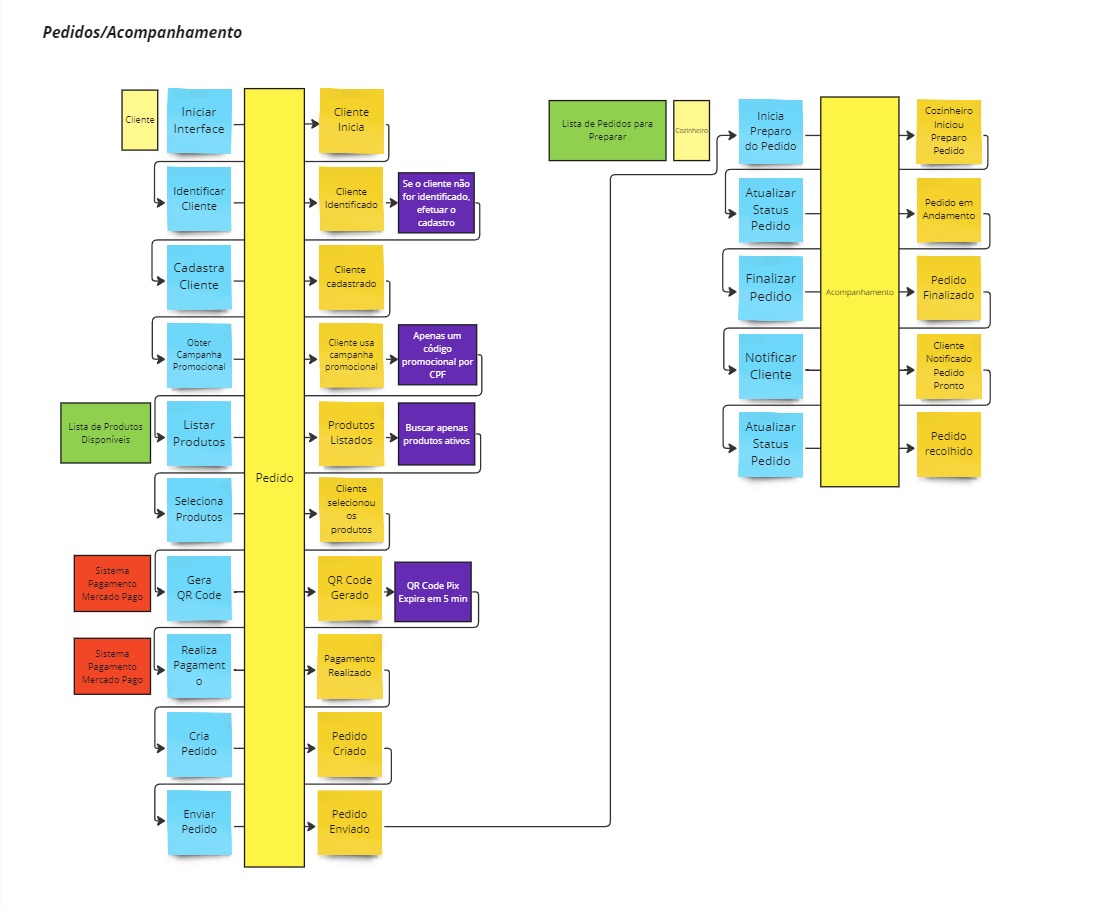 Pedidos/Acompanhamento
Cliente
Iniciar
Interface
Cliente
Inicia
Identificar
Cliente
Cliente
Identificado
Se o cliente não
for identificado,
efetuar o
cadastro
Cadastra
Cliente
Cliente
cadastrado
Obter
Campanha
Promocional
Cliente usa
campanha
promocional
Apenas um
código
promocional por
CPF
Lista de Produtos
Disponíveis
Listar
Produtos
Produtos
Listados
Buscar apenas
produtos ativos
Pedido
Seleciona
Produtos
Cliente
selecionou
os
produtos
Sistema
Pagamento
Mercado Pago
Gera
QR Code
QR Code
Gerado
QR Code Pix
Expira em 5 min
Sistema
Pagamento
Mercado Pago
Realiza
Pagament
o
Pagamento
Realizado
Cria
Pedido
Pedido
Criado
Enviar
Pedido
Pedido
Enviado
Lista de Pedidos para
Preparar
Cozinheiro
Inicia
Preparo
do Pedido
Cozinheiro
Iniciou
Preparo
Pedido
Atualizar
Status
Pedido
Pedido em
Andamento
Finalizar
Pedido
Acompanhamento
Pedido
Finalizado
Notificar
Cliente
Cliente
Notificado
Pedido
Pronto
Atualizar
Status
Pedido
Pedido
recolhido